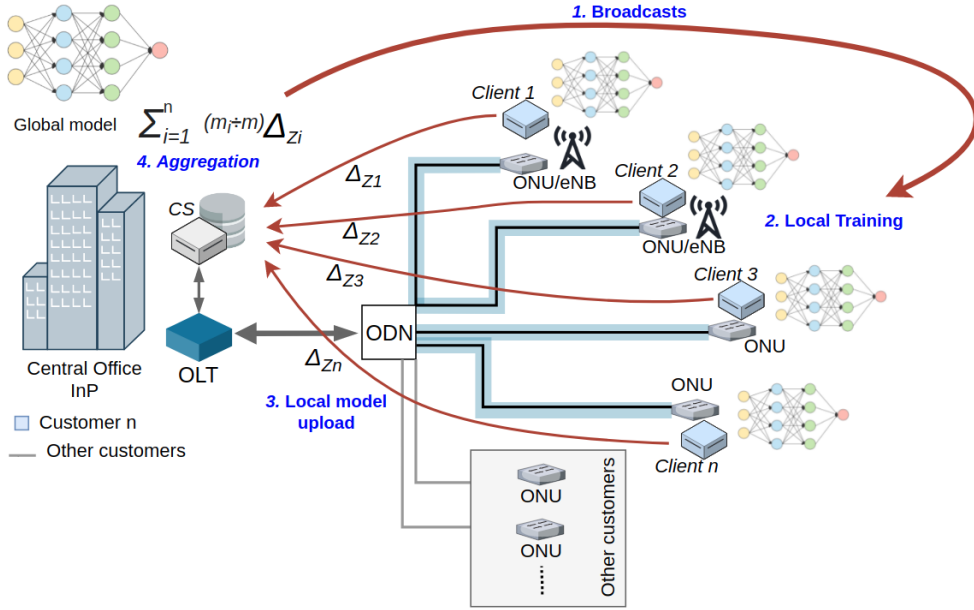 1. Broadcasts
Global model
∑ⁿᵢ₌₁ (mᵢ÷m)Δ_Zi
4. Aggregation
Client 1
ONU/eNB
Client 2
ONU/eNB
2. Local Training
CS
Δ_Z1
Δ_Z2
Δ_Z3
Client 3
ONU
ODN
OLT
Δ_Zn
Central Office
InP
3. Local model
upload
ONU
Client n
Customer n
Other customers
ONU
ONU
Other customers